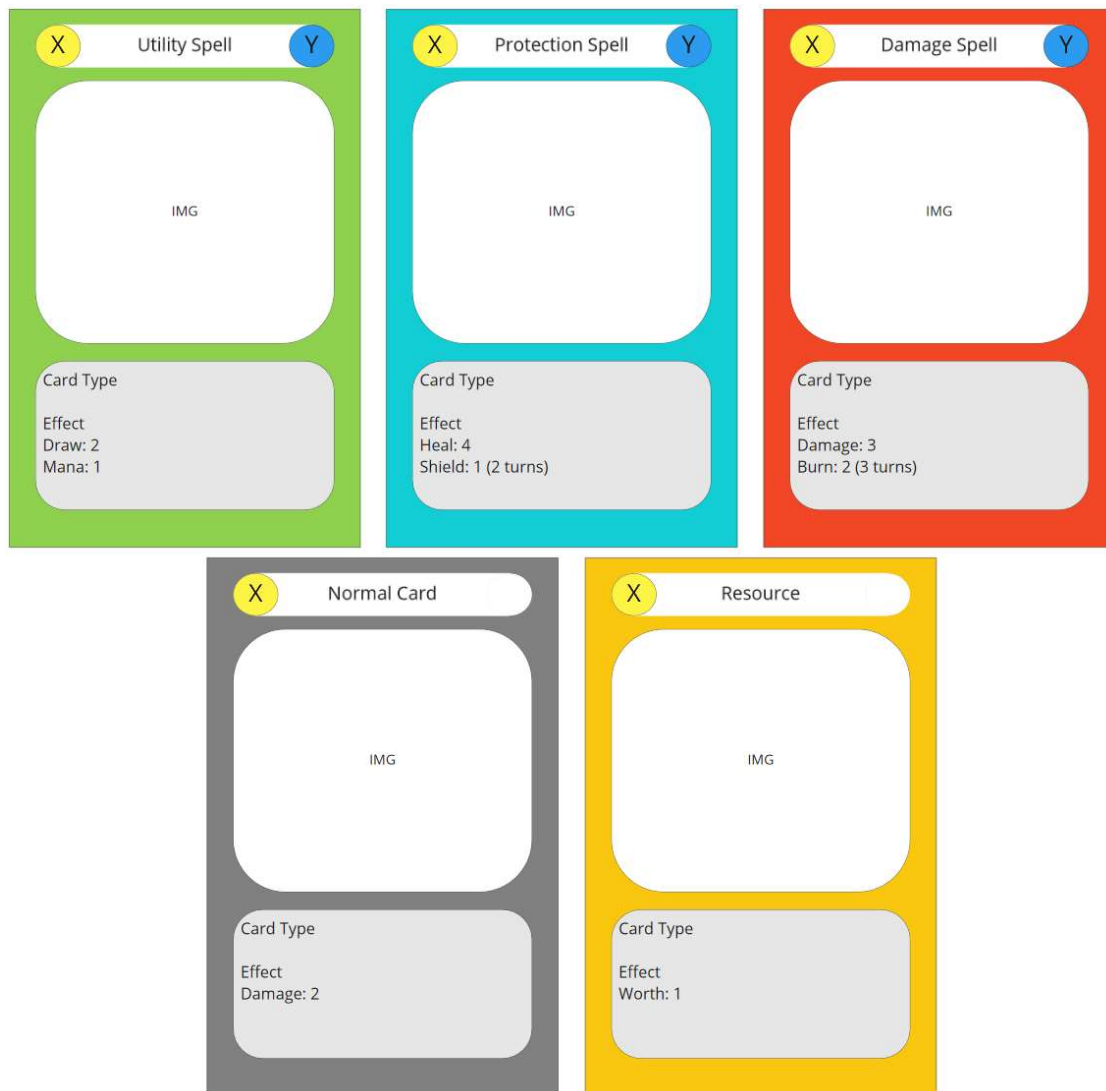 X Utility Spell Y
IMG
Card Type
Effect
Draw: 2
Mana: 1
X Protection Spell Y
IMG
Card Type
Effect
Heal: 4
Shield: 1 (2 turns)
X Damage Spell Y
IMG
Card Type
Effect
Damage: 3
Burn: 2 (3 turns)
X Normal Card
IMG
Card Type
Effect
Damage: 2
X Resource
IMG
Card Type
Effect
Worth: 1